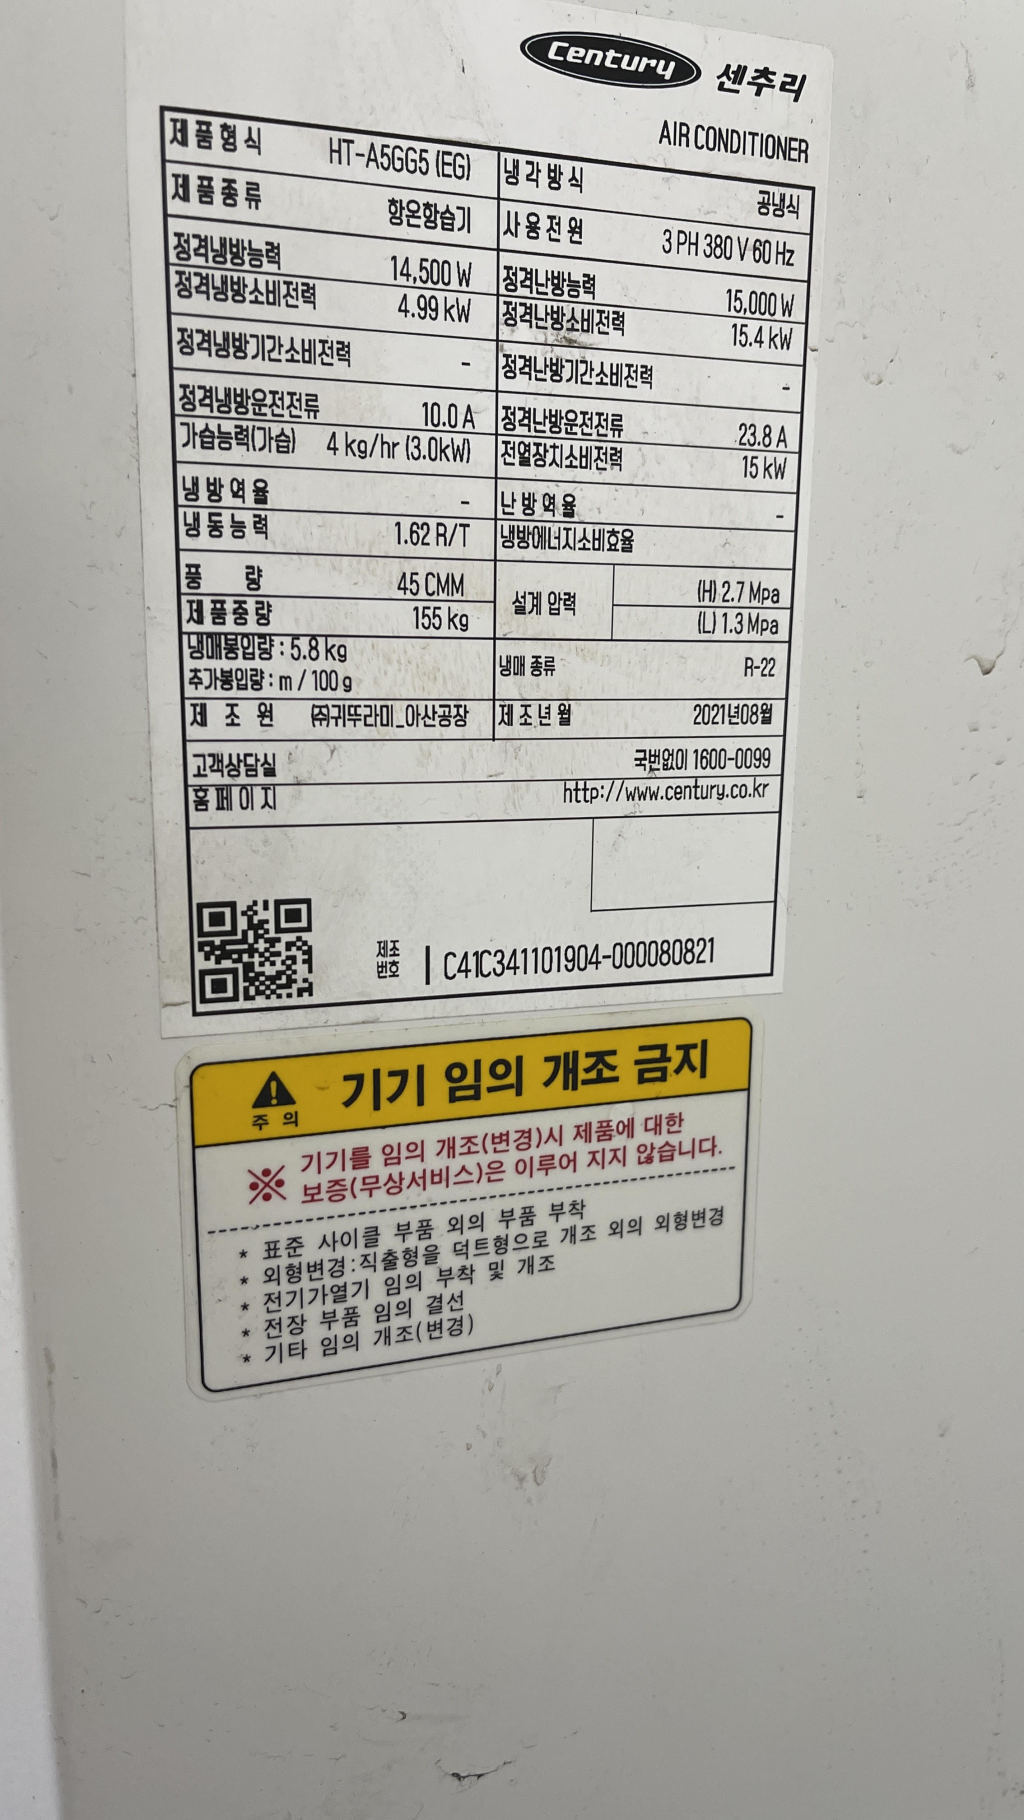 Century 센추리
AIR CONDITIONER
제품형식 HT-A5GG5 (EG) 냉각방식 공냉식
제품종류 항온항습기 사용전원 3 PH 380 V 60 Hz
정격냉방능력 14,500 W 정격난방능력 15,000 W
정격냉방소비전력 4.99 kW 정격난방소비전력 15.4 kW
정격냉방기간소비전력 - 정격난방기간소비전력 -
정격냉방운전전류 10.0 A 정격난방운전전류 23.8 A
가습능력(가습) 4 kg/hr (3.0kW) 전열장치소비전력 15 kW
냉방역율 - 난방역율 -
냉동능력 1.62 R/T 냉방에너지소비효율
풍 량 45 CMM 설계 압력 (H) 2.7 Mpa
제품중량 155 kg (L) 1.3 Mpa
냉매봉입량 : 5.8 kg 냉매 종류 R-22
추가봉입량 : m / 100 g
제 조 원 ㈜귀뚜라미_아산공장 제조년월 2021년08월
고객상담실 국번없이 1600-0099
홈페이지 http://www.century.co.kr
제조
번호 C41C341101904-000080821
주 의 기기 임의 개조 금지
※ 기기를 임의 개조(변경)시 제품에 대한
보증(무상서비스)은 이루어 지지 않습니다.
* 표준 사이클 부품 외의 부품 부착
* 외형변경:직출형을 덕트형으로 개조 외의 외형변경
* 전기가열기 임의 부착 및 개조
* 전장 부품 임의 결선
* 기타 임의 개조(변경)